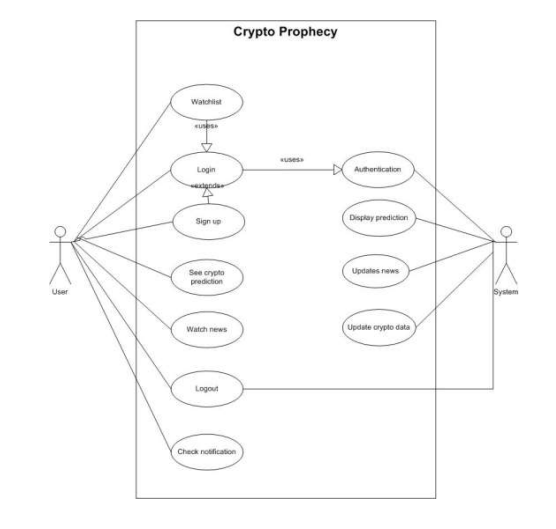 Crypto Prophecy
Watchlist
«uses»
Login
«uses»
Authentication
«extends»
Sign up
Display prediction
See crypto
prediction
Updates news
User
System
Watch news
Update crypto data
Logout
Check notification